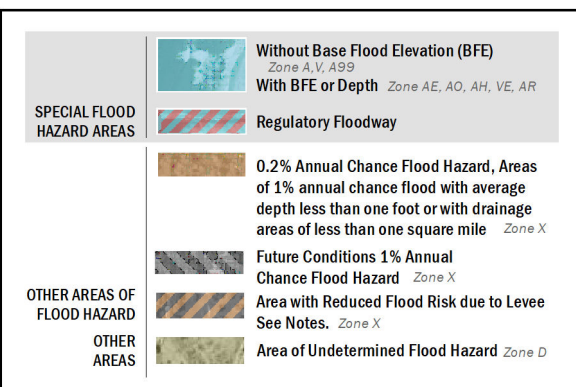 Without Base Flood Elevation (BFE)
Zone A,V, A99
With BFE or Depth Zone AE, AO, AH, VE, AR
SPECIAL FLOOD
HAZARD AREAS
Regulatory Floodway
0.2% Annual Chance Flood Hazard, Areas
of 1% annual chance flood with average
depth less than one foot or with drainage
areas of less than one square mile Zone X
Future Conditions 1% Annual
Chance Flood Hazard Zone X
OTHER AREAS OF
FLOOD HAZARD
Area with Reduced Flood Risk due to Levee
See Notes. Zone X
OTHER
AREAS
Area of Undetermined Flood Hazard Zone D